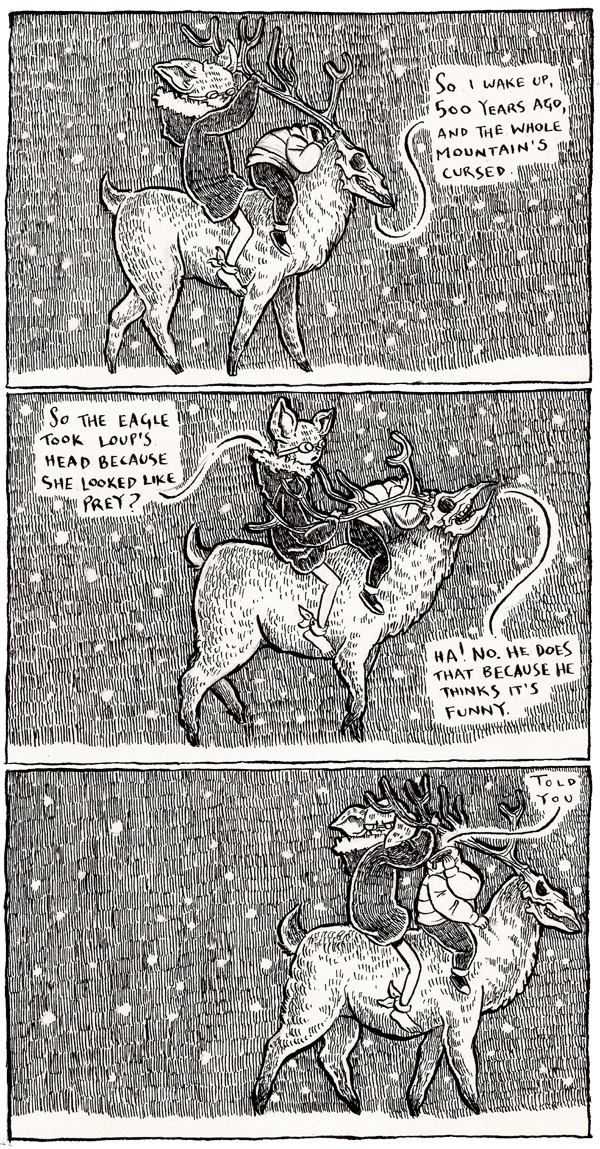 SO I WAKE UP,
500 YEARS AGO,
AND THE WHOLE
MOUNTAIN'S
CURSED.
SO THE EAGLE
TOOK LOUP'S
HEAD BECAUSE
SHE LOOKED LIKE
PREY?
HA! NO. HE DOES
THAT BECAUSE HE
THINKS IT'S
FUNNY.
TOLD
YOU